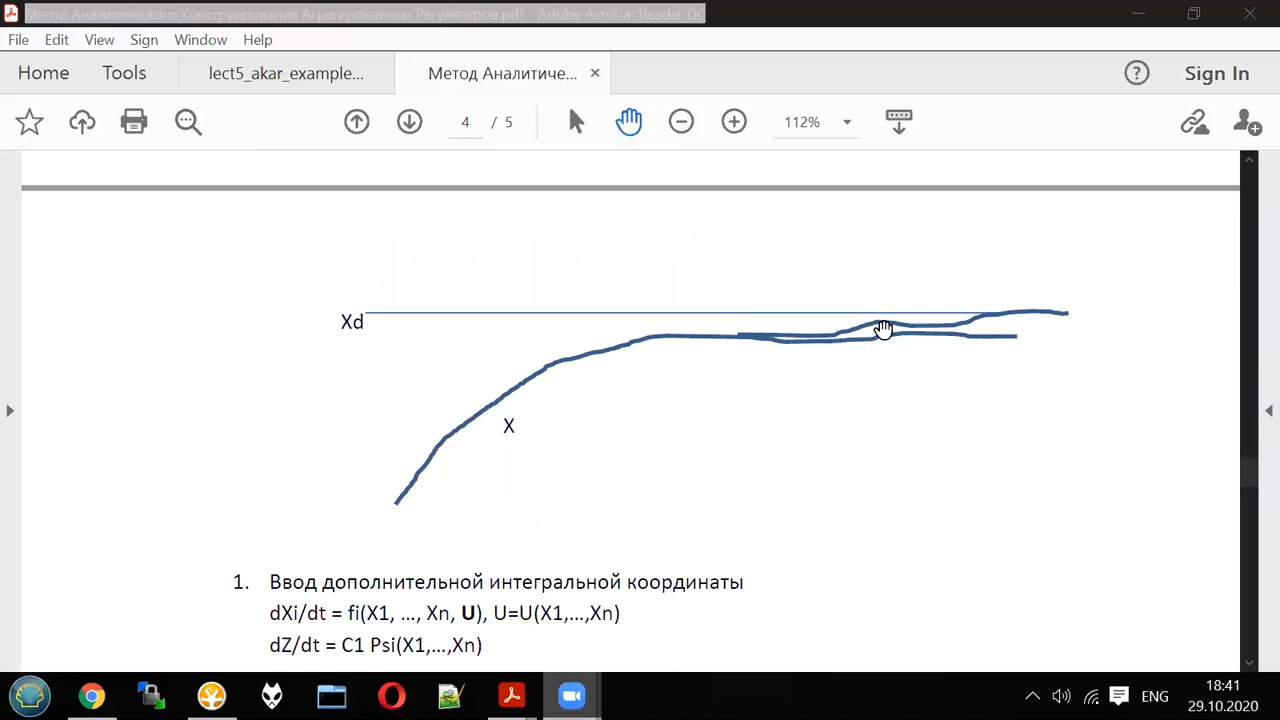 Метод Аналитического Конструирования Агрегированных Регуляторов.pdf - Adobe Acrobat Reader DC
File Edit View Sign Window Help
Home Tools lect5_akar_example... Метод Аналитиче... Sign In
4 / 5 112%
Xd
X
1. Ввод дополнительной интегральной координаты
dXi/dt = fi(X1, ..., Xn, U), U=U(X1,...,Xn)
dZ/dt = C1 Psi(X1,...,Xn)
ENG
18:41
29.10.2020